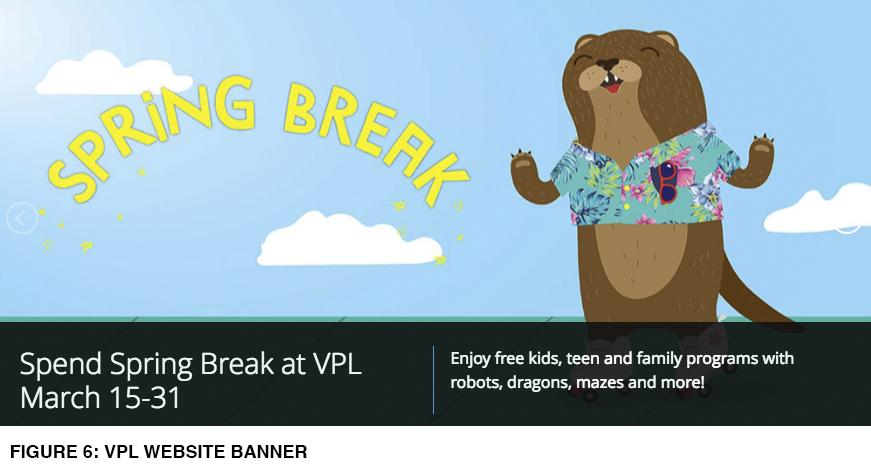 SPRiNG BREAK
Spend Spring Break at VPL
March 15-31
Enjoy free kids, teen and family programs with
robots, dragons, mazes and more!
FIGURE 6: VPL WEBSITE BANNER